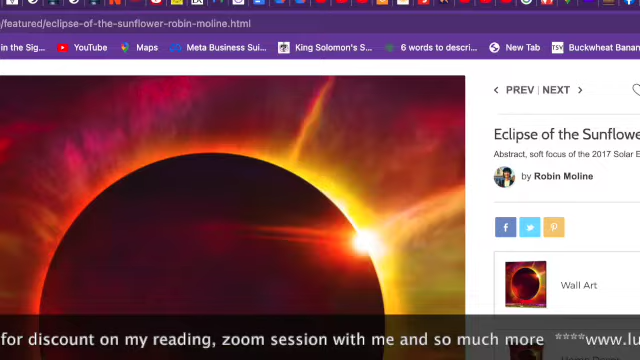 /featured/eclipse-of-the-sunflower-robin-moline.html
in the Sig... YouTube Maps Meta Business Sui... King Solomon's S... 6 words to descri... New Tab TSV Buckwheat Banan
PREV | NEXT
Eclipse of the Sunflowe
Abstract, soft focus of the 2017 Solar E
by Robin Moline
Wall Art
for discount on my reading, zoom session with me and so much more ****www.lu